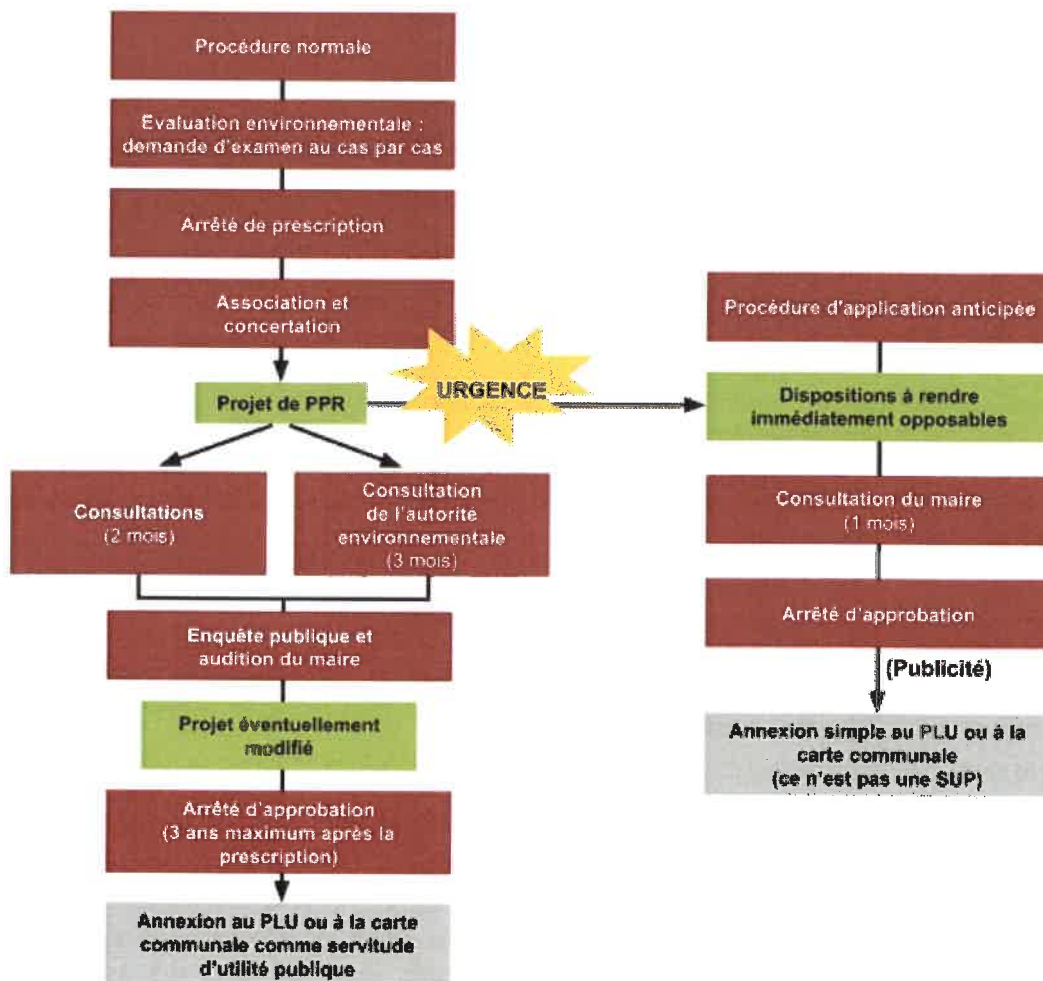 Procédure normale
Evaluation environnementale :
demande d'examen au cas par cas
Arrêté de prescription
Association et
concertation
URGENCE
Projet de PPR
Consultations
(2 mois)
Consultation
de l'autorité
environnementale
(3 mois)
Enquête publique et
audition du maire
Projet éventuellement
modifié
Arrêté d'approbation
(3 ans maximum après la
prescription)
Annexion au PLU ou à la carte
communale comme servitude
d'utilité publique
Procédure d'application anticipée
Dispositions à rendre
immédiatement opposables
Consultation du maire
(1 mois)
Arrêté d'approbation
(Publicité)
Annexion simple au PLU ou à la
carte communale
(ce n'est pas une SUP)